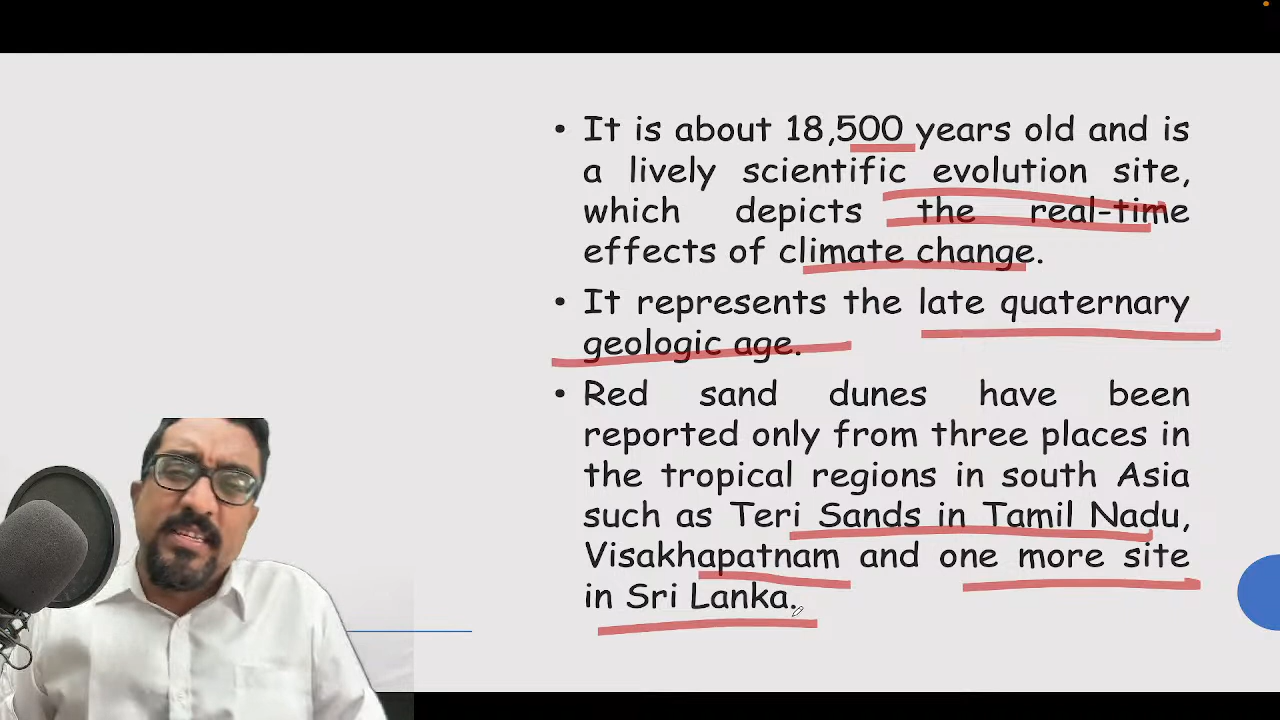 • It is about 18,500 years old and is
a lively scientific evolution site,
which depicts the real-time
effects of climate change.
• It represents the late quaternary
geologic age.
• Red sand dunes have been
reported only from three places in
the tropical regions in south Asia
such as Teri Sands in Tamil Nadu,
Visakhapatnam and one more site
in Sri Lanka.